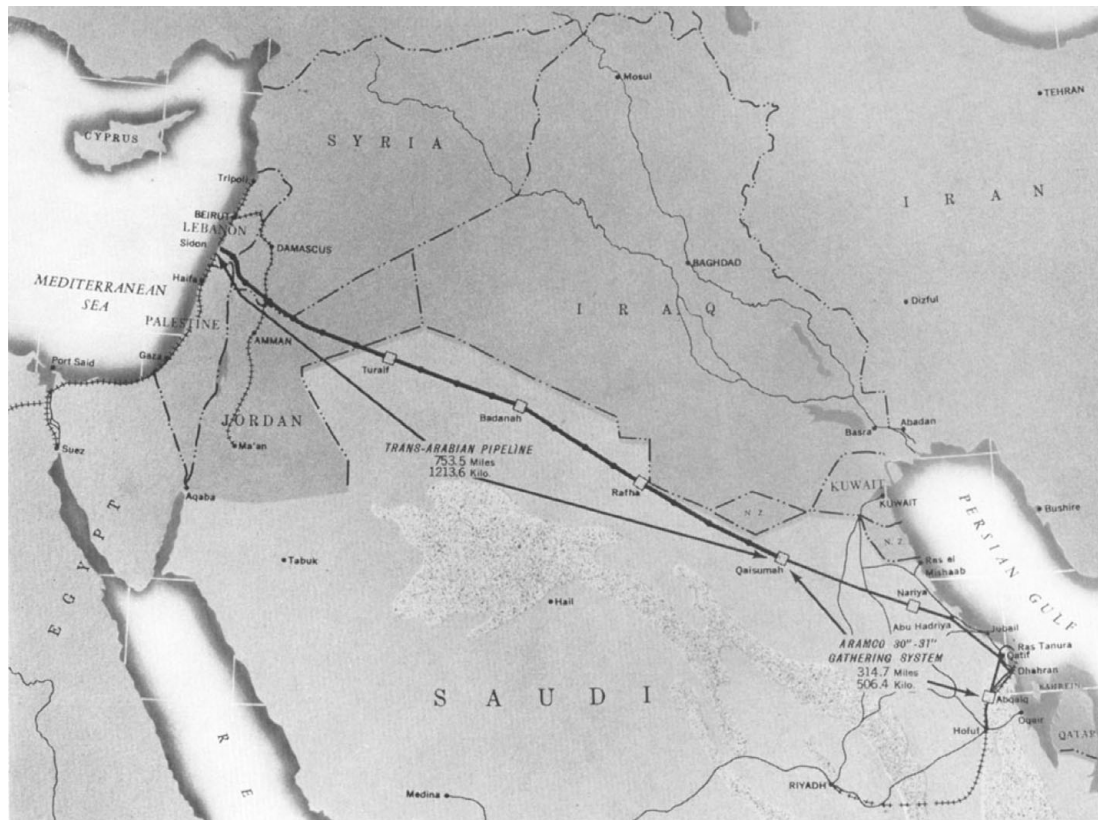 Mosul
TEHRAN
CYPRUS
SYRIA
IRAN
Tripoli
BEIRUT
LEBANON
Sidon
DAMASCUS
BAGHDAD
MEDITERRANEAN
SEA
Haifa
Dizful
IRAQ
PALESTINE
AMMAN
Gaza
Port Said
Turaif
Badanah
JORDAN
Basra
Abadan
Suez
Ma'an
TRANS-ARABIAN PIPELINE
753.5 Miles
1213.6 Kilo.
Aqaba
Rafha
KUWAIT
KUWAIT
N.Z.
PERSIAN GULF
Bushire
EGYPT
Tabuk
N.Z.
Qaisumah
Ras el
Mishaab
Hail
Nariya
Abu Hadriya
Jubail
ARAMCO 30"-31"
GATHERING SYSTEM
314.7 Miles
506.4 Kilo.
Ras Tanura
Qatif
Dhahran
BAHREIN
SAUDI
Abqaiq
Oqair
Hofuf
QATAR
RE
Medina
RIYADH